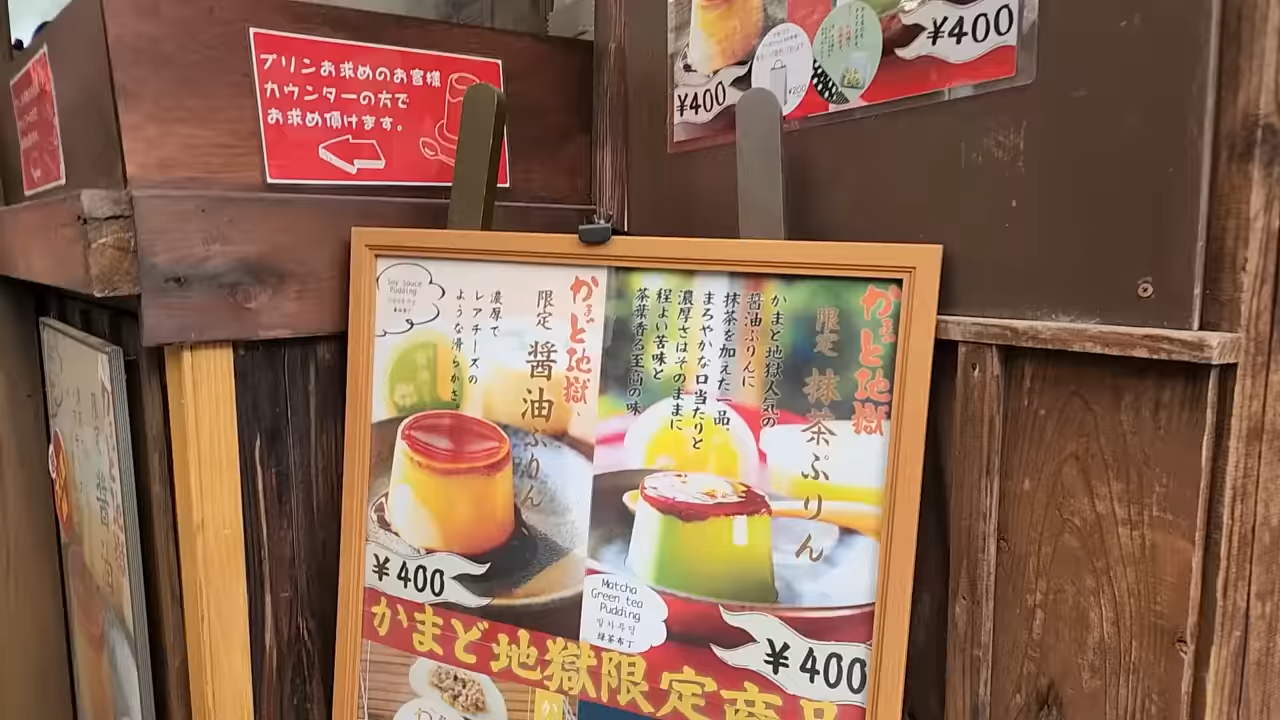 プリンお求めのお客様
カウンターの方で
お求め頂けます。
¥400
¥200
¥400
Soy Sauce
Pudding
かまど地獄
限定 醤油ぷりん
濃厚で
レアチーズの
ような滑らかさ。
¥400
かまど地獄
限定 抹茶ぷりん
かまど地獄人気の
醤油ぷりんに
抹茶を加えた一品。
まろやかな口当たりと
濃厚さはそのままに
程よい苦味と
茶葉香る至高の味
Matcha
Green tea
Pudding
말차푸딩
绿茶布丁
¥400
かまど地獄限定商品